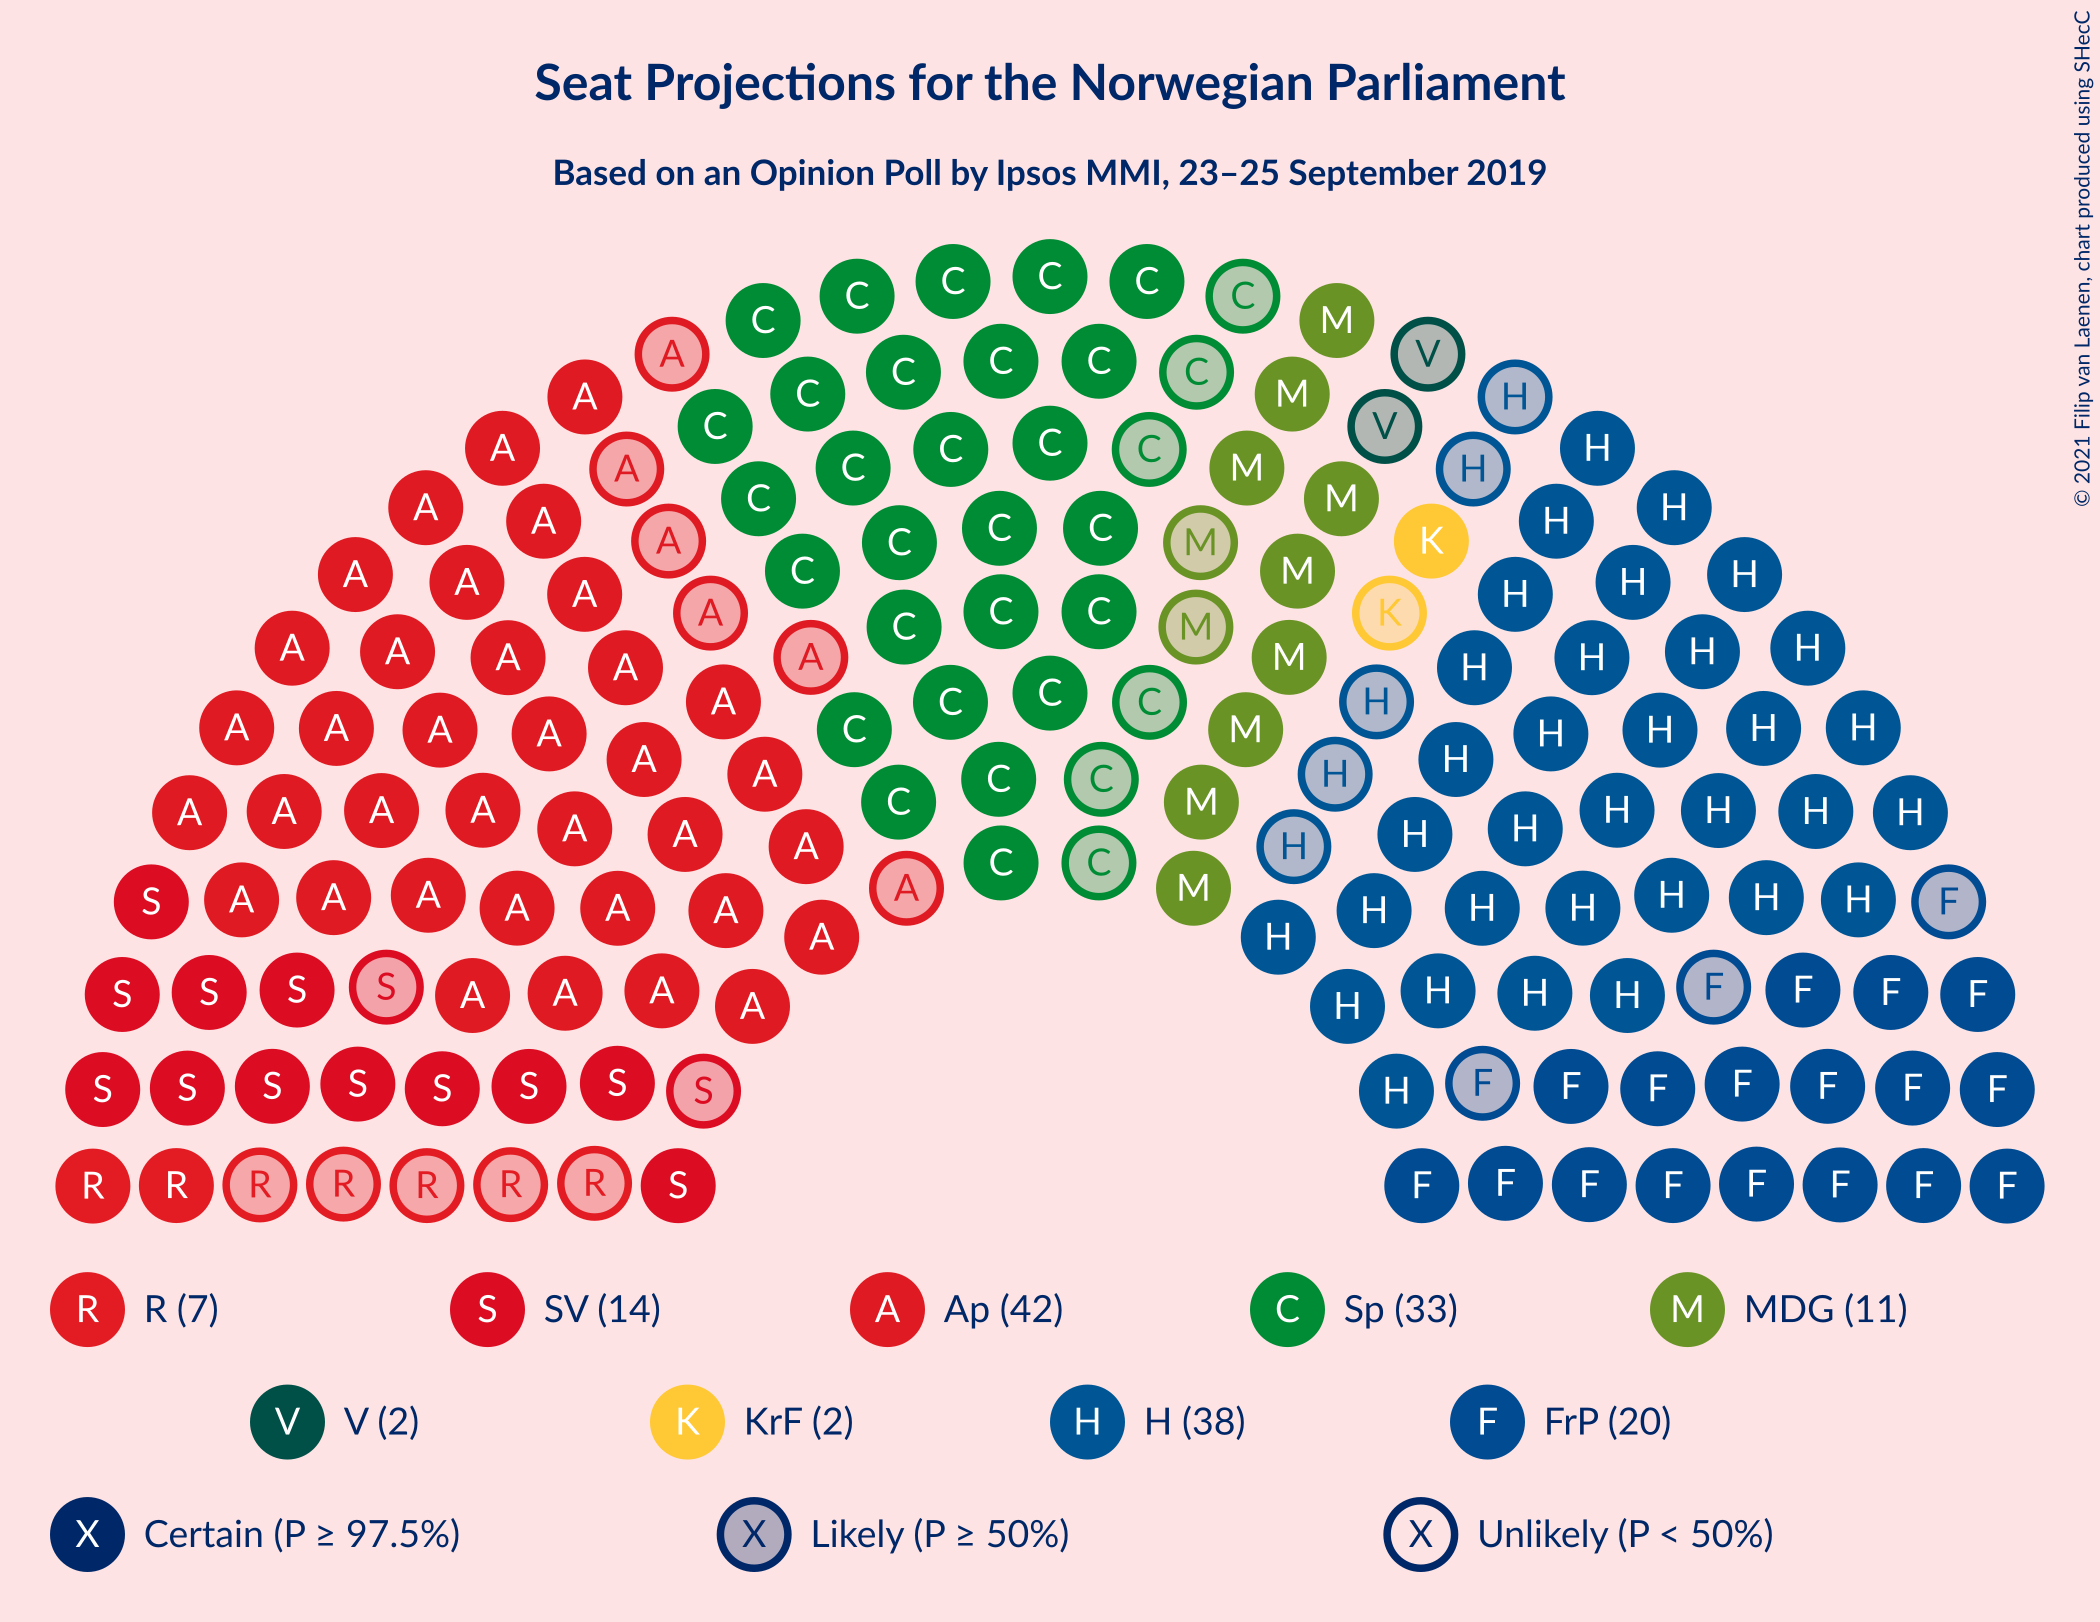 Seat Projections for the Norwegian Parliament
Based on an Opinion Poll by Ipsos MMI, 23–25 September 2019
© 2021 Filip van Laenen, chart produced using SHecC
C C C C C C M V H H H H H H H F F F F
A A A A A A A A A S S S R
C C C C C M V H H H H H H H F F F
A A A A A A A A S S R
C C C C M M K H H H H H H F F F
A A A A A A A S S R
C C C C M M K H H H H H F F F
A A A A A A S S R
C C C C M M H H H H H F F
A A A A A A S R
C C C C M H H H H H F F
A A A A A S R
C C C M H H H H F F
A A A A S R
C C M H H H F
A A A S S
R R (7) S SV (14) A Ap (42) C Sp (33) M MDG (11)
V V (2) K KrF (2) H H (38) F FrP (20)
X Certain (P ≥ 97.5%) X Likely (P ≥ 50%) X Unlikely (P < 50%)